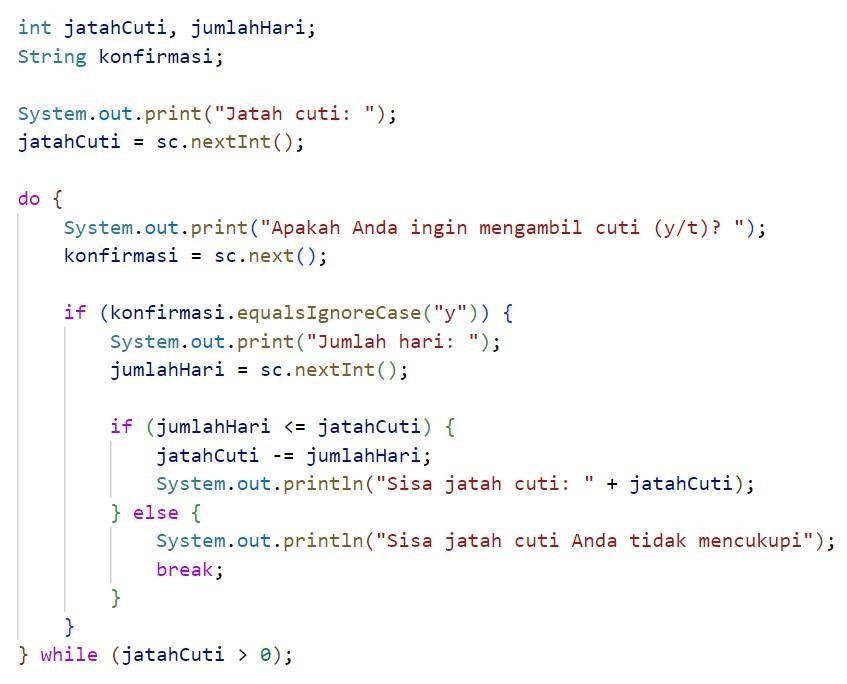 int jatahCuti, jumlahHari;
String konfirmasi;

System.out.print("Jatah cuti: ");
jatahCuti = sc.nextInt();

do {
    System.out.print("Apakah Anda ingin mengambil cuti (y/t)? ");
    konfirmasi = sc.next();

    if (konfirmasi.equalsIgnoreCase("y")) {
        System.out.print("Jumlah hari: ");
        jumlahHari = sc.nextInt();

        if (jumlahHari <= jatahCuti) {
            jatahCuti -= jumlahHari;
            System.out.println("Sisa jatah cuti: " + jatahCuti);
        } else {
            System.out.println("Sisa jatah cuti Anda tidak mencukupi");
            break;
        }
    }
} while (jatahCuti > 0);